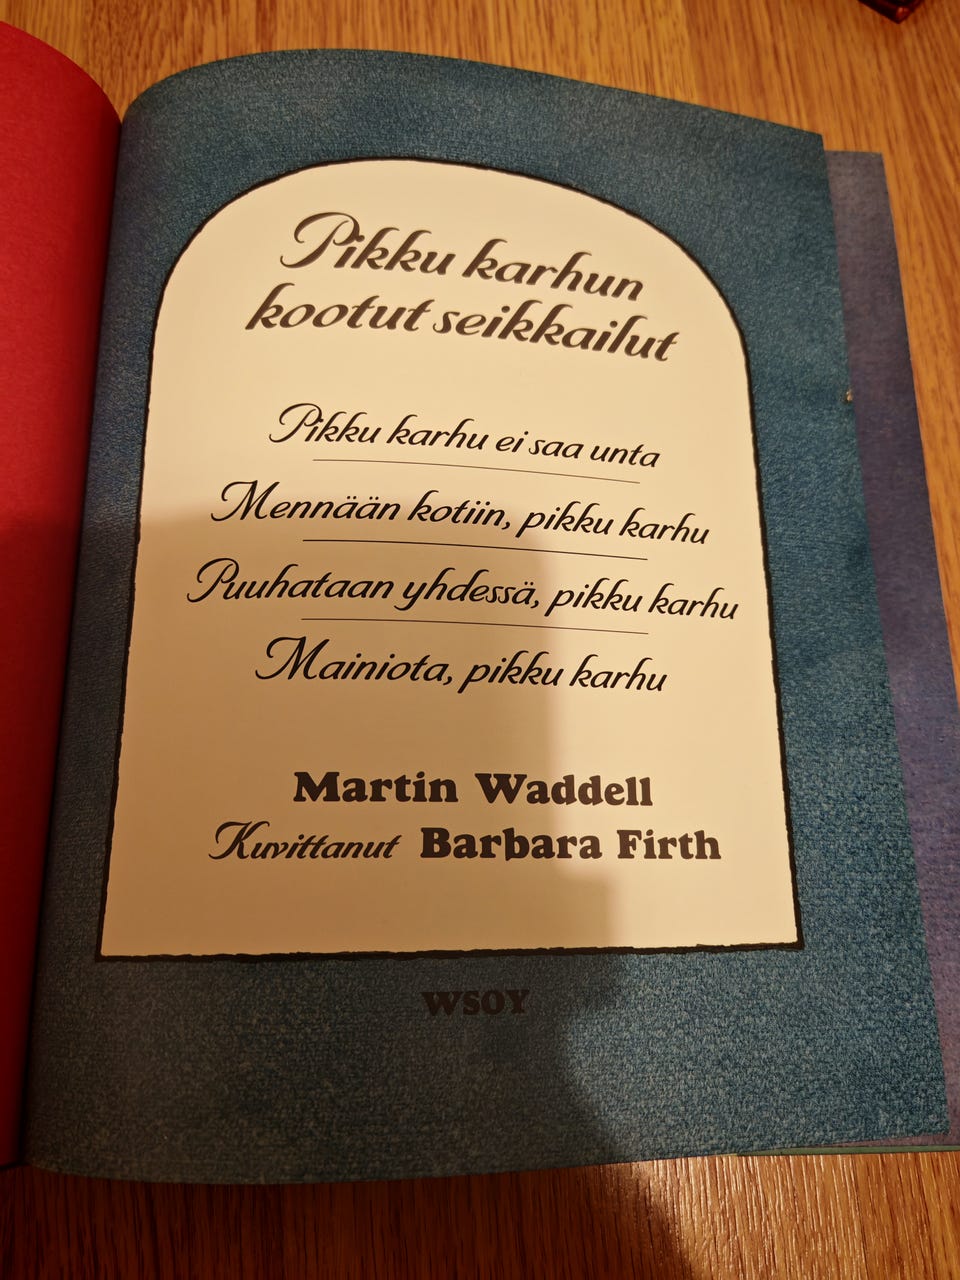 Pikku karhun
kootut seikkailut
Pikku karhu ei saa unta
Mennään kotiin, pikku karhu
Puuhataan yhdessä, pikku karhu
Mainiota, pikku karhu
Martin Waddell
Kuvittanut Barbara Firth
WSOY